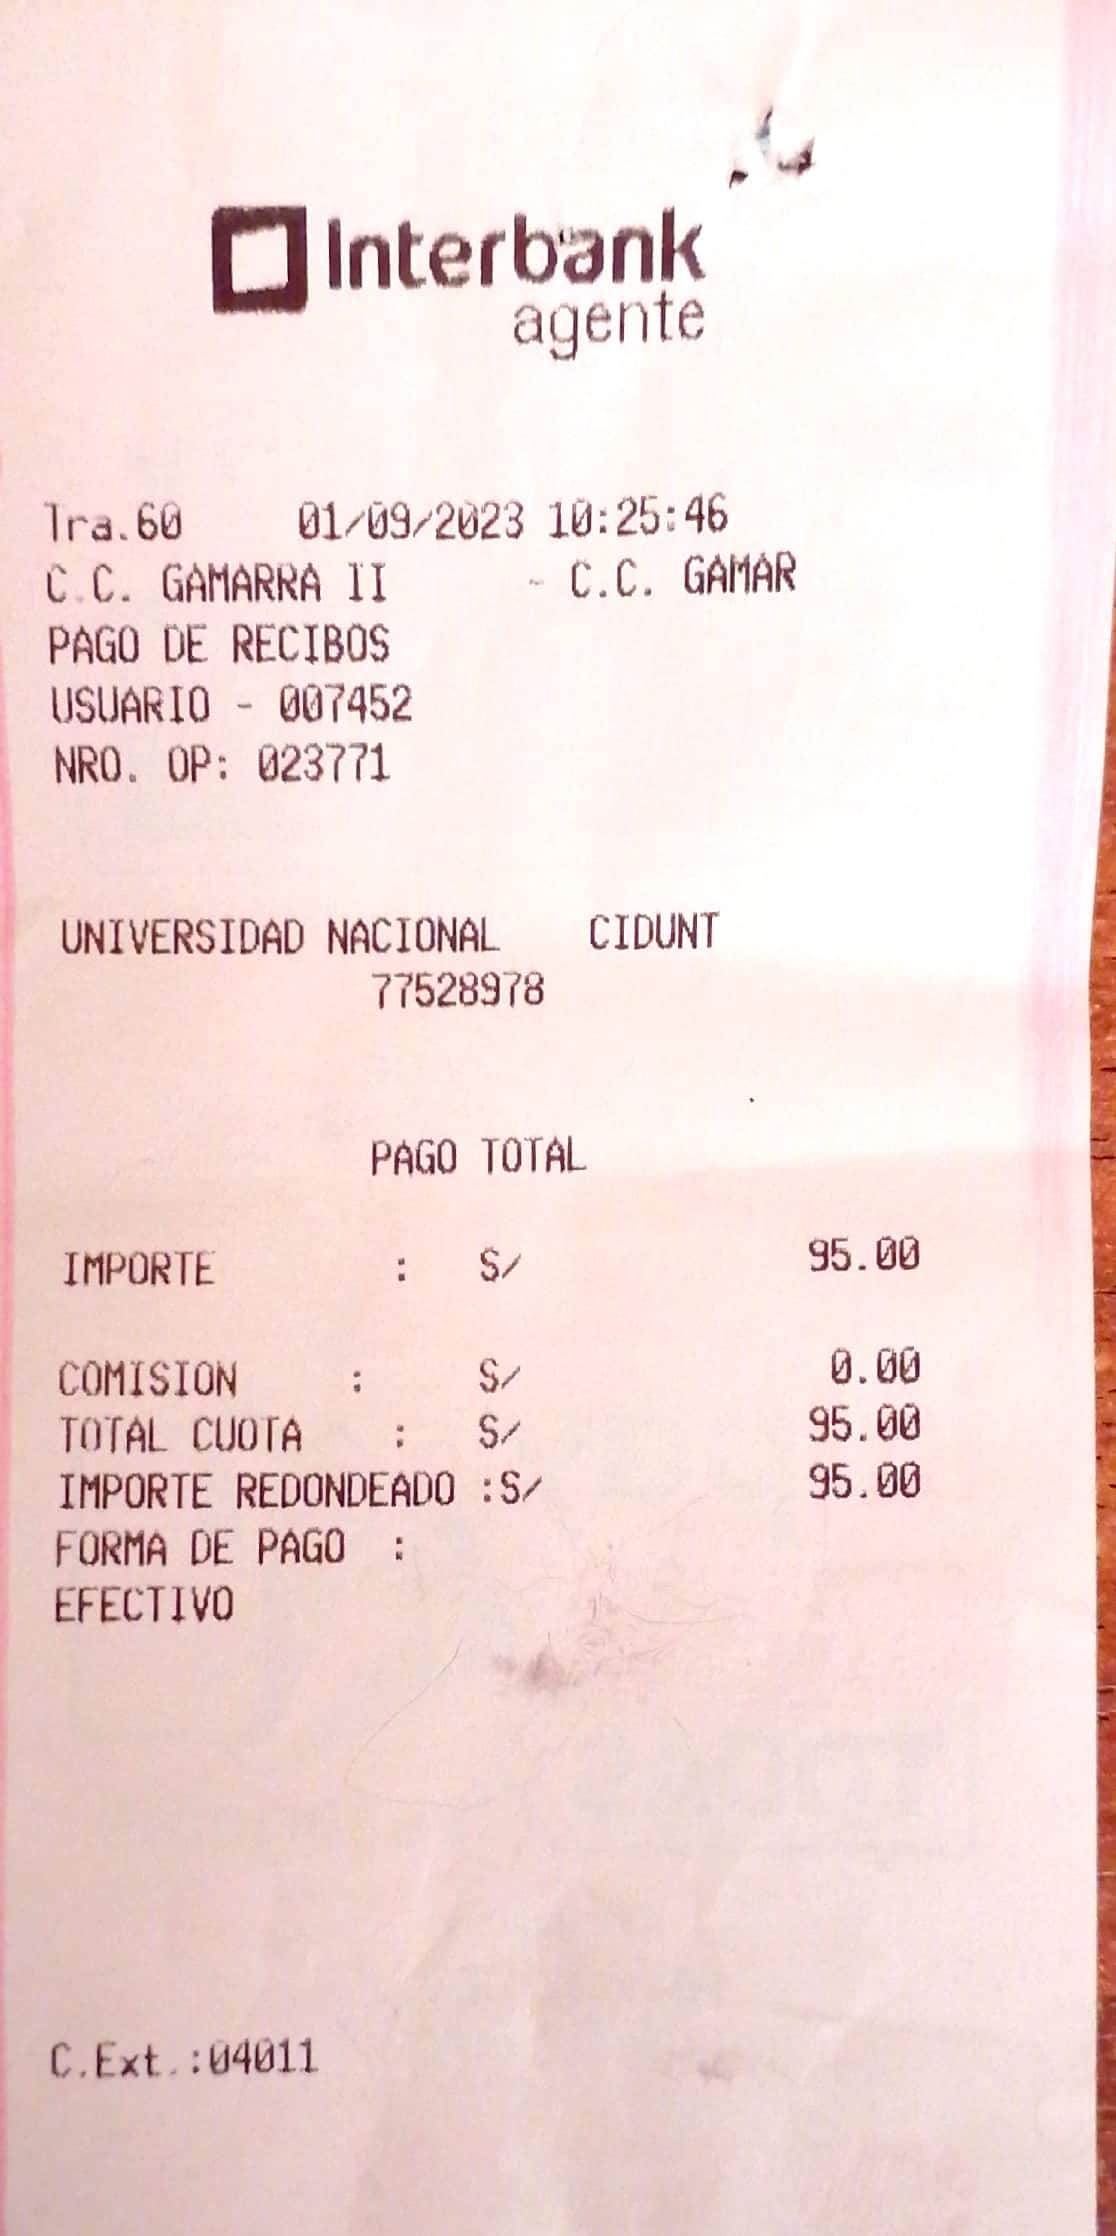 Interbank
agente
Tra.60 01/09/2023 10:25:46
C.C. GAMARRA II - C.C. GAMAR
PAGO DE RECIBOS
USUARIO - 007452
NRO. OP: 023771
UNIVERSIDAD NACIONAL CIDUNT
77528978
PAGO TOTAL
IMPORTE : S/ 95.00
COMISION : S/ 0.00
TOTAL CUOTA : S/ 95.00
IMPORTE REDONDEADO :S/ 95.00
FORMA DE PAGO :
EFECTIVO
C.Ext.:04011